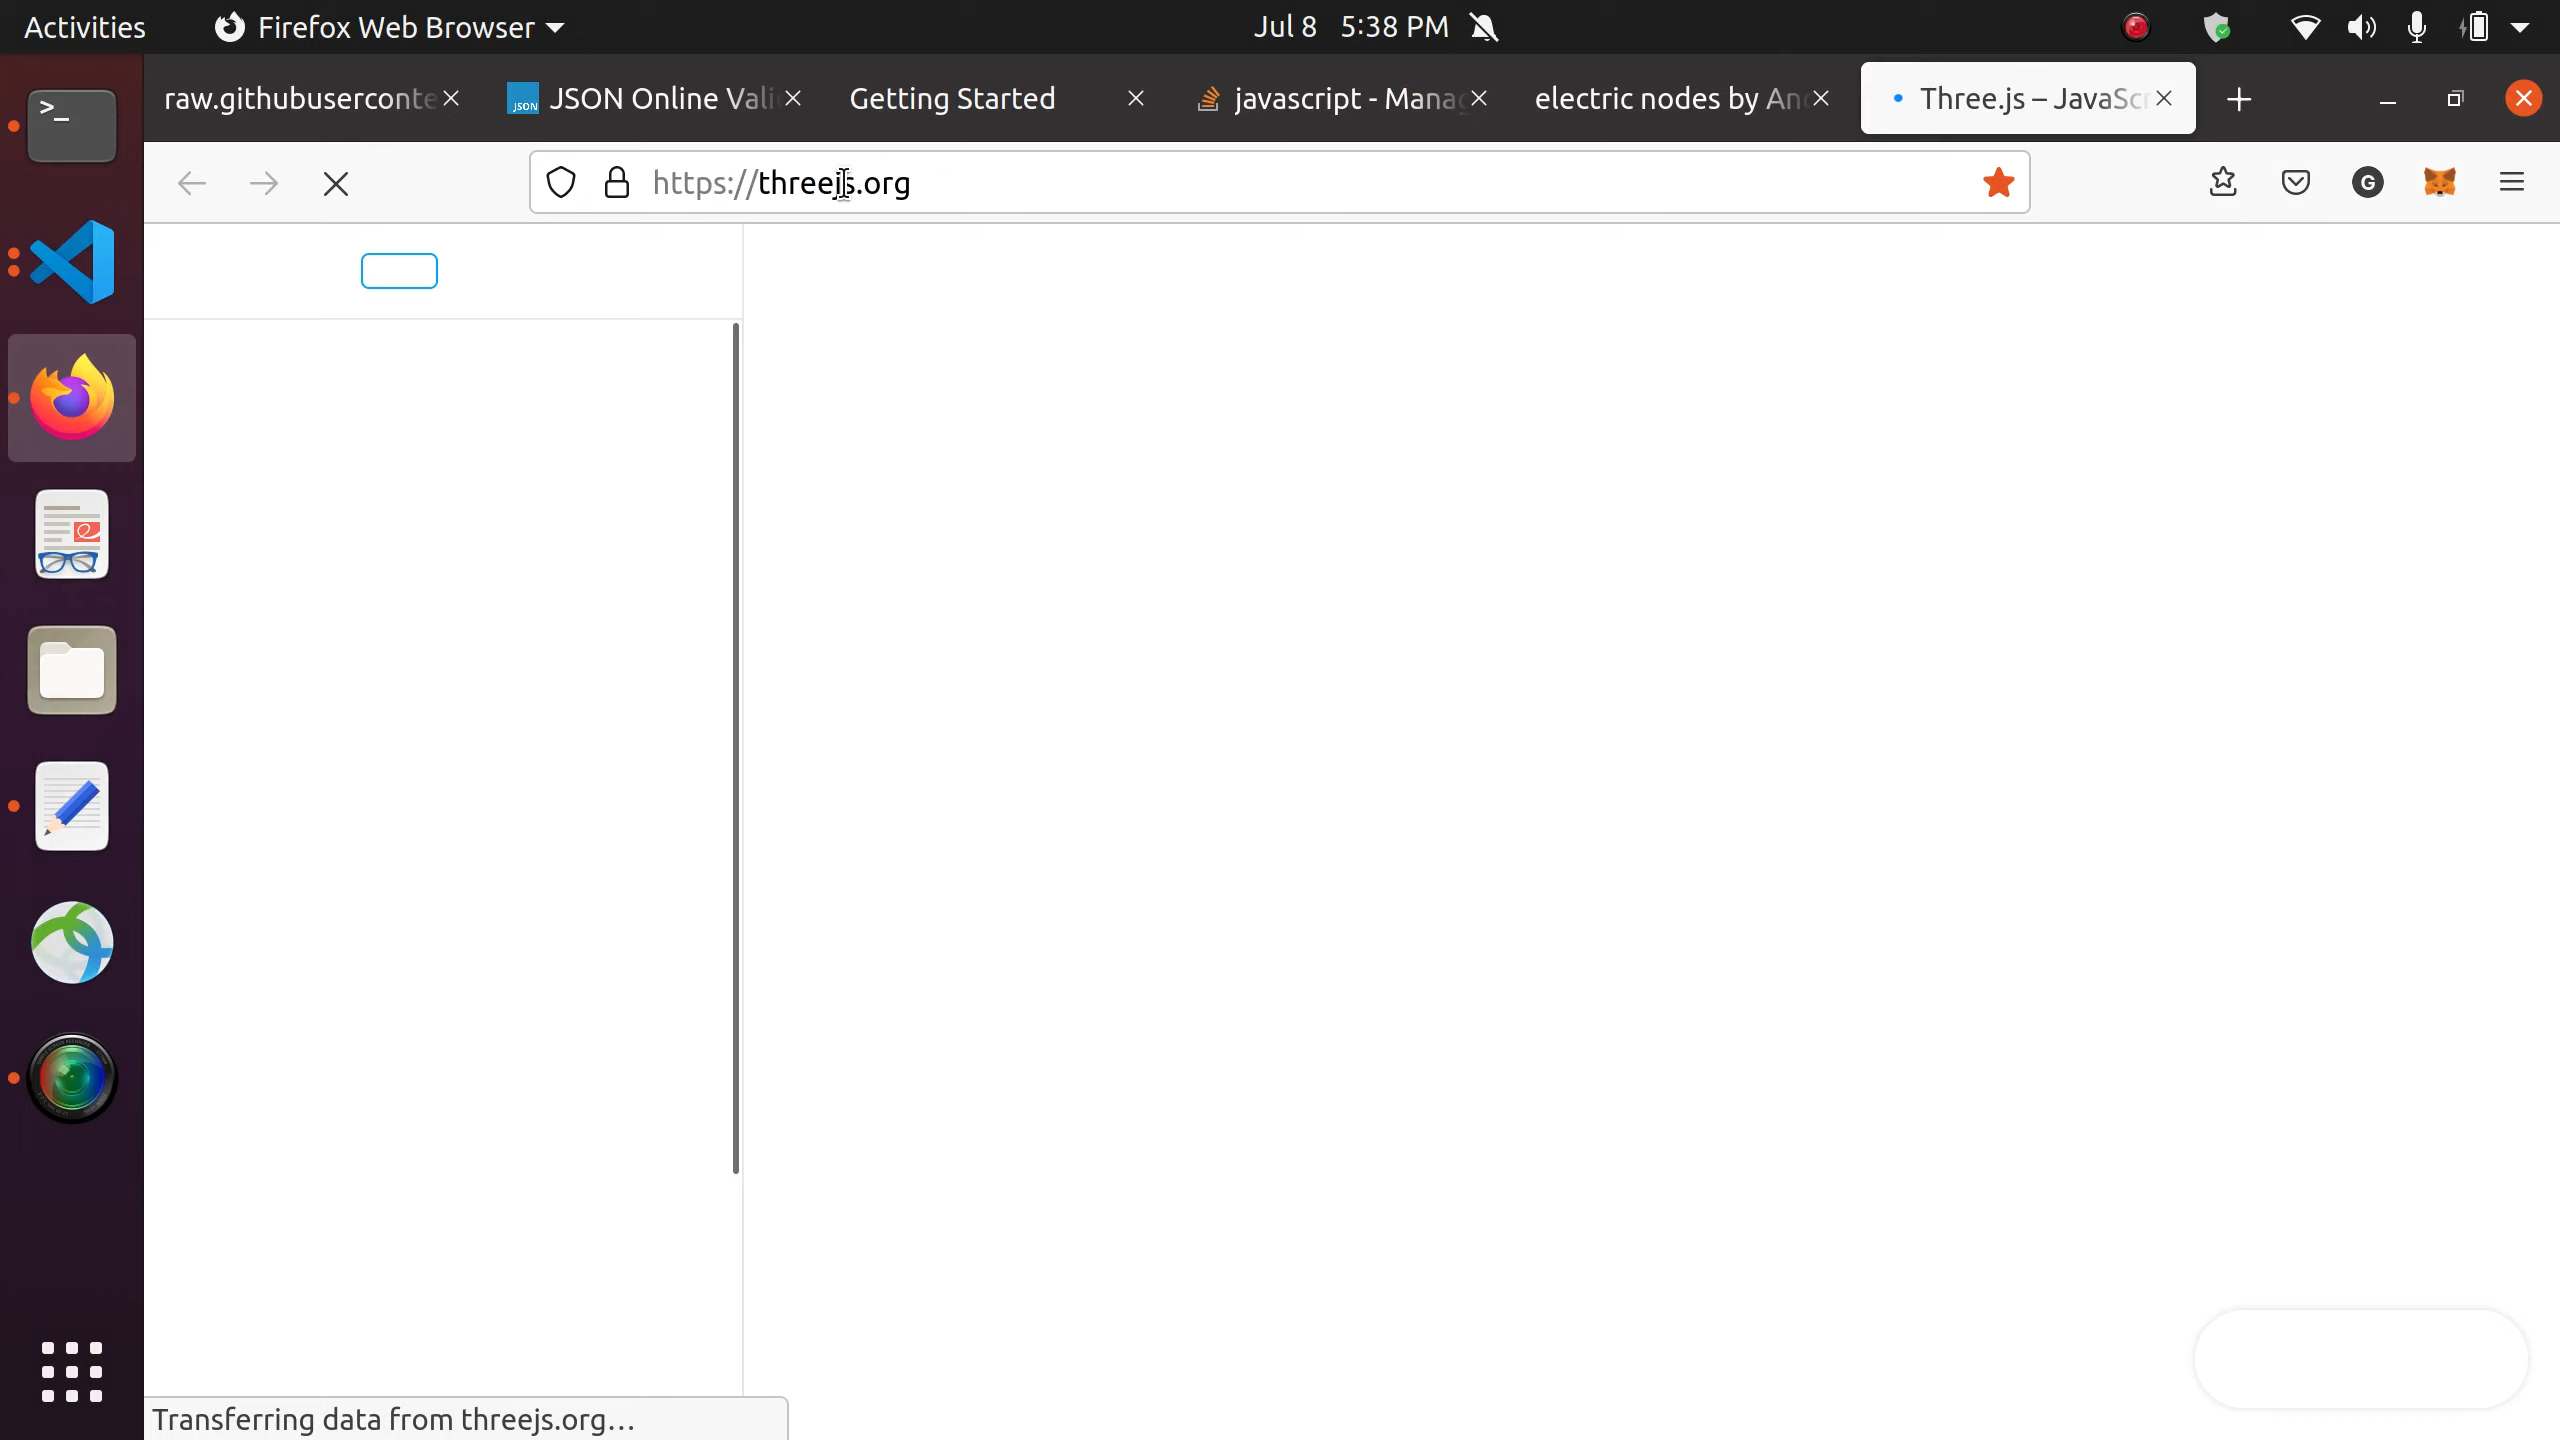 Activities
Firefox Web Browser
Jul 8 5:38 PM
>_
raw.githubuserconte
JSON
JSON Online Vali
Getting Started
javascript - Manag
electric nodes by And
Three.js – JavaScr
https://threejs.org
G
Transferring data from threejs.org…